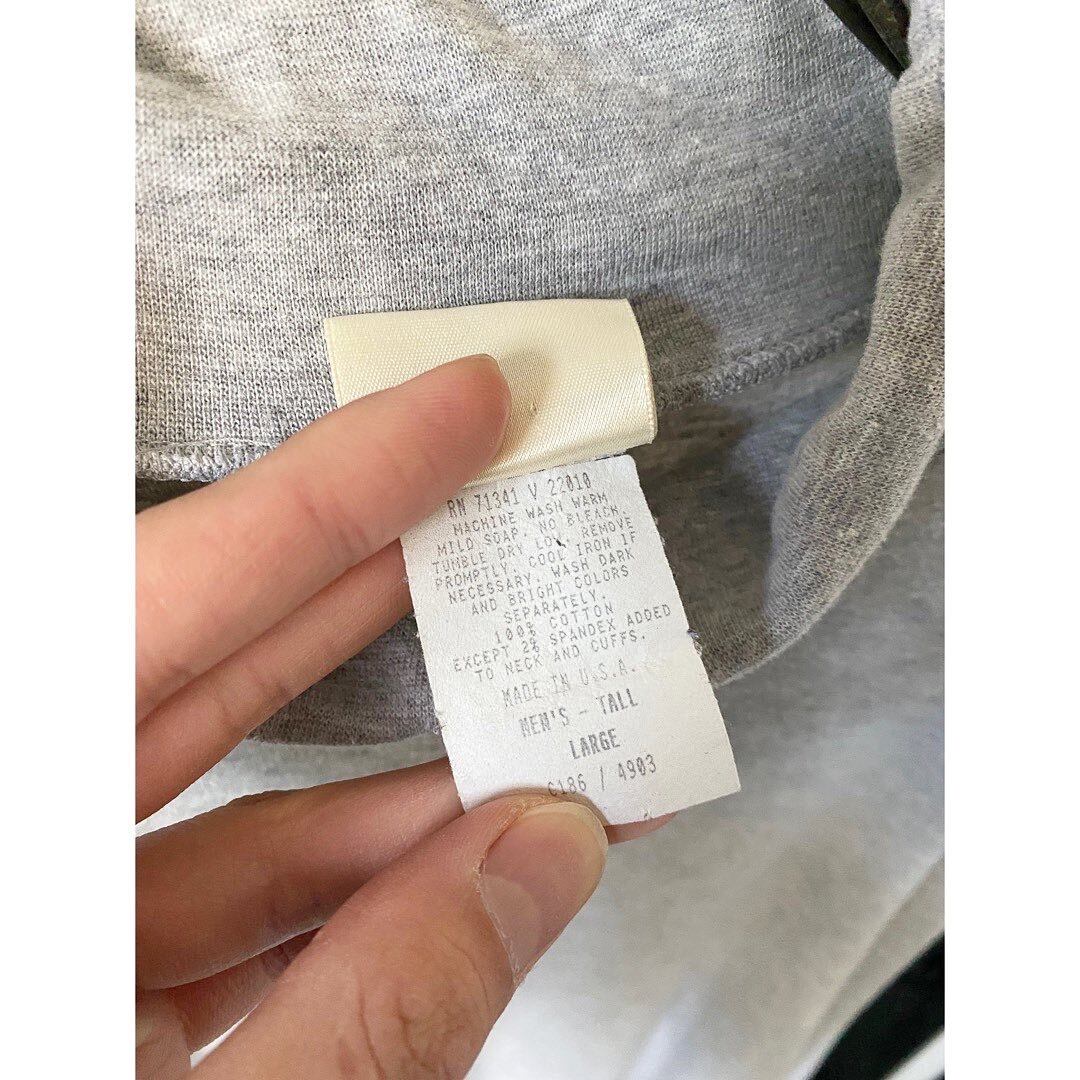 RN 71341 V 22010
MACHINE WASH WARM
MILD SOAP. NO BLEACH.
TUMBLE DRY LOW. REMOVE
PROMPTLY. COOL IRON IF
NECESSARY. WASH DARK
AND BRIGHT COLORS
SEPARATELY.
100% COTTON
EXCEPT 2% SPANDEX ADDED
TO NECK AND CUFFS.
MADE IN U.S.A.
MEN'S - TALL
LARGE
C186 / 4903